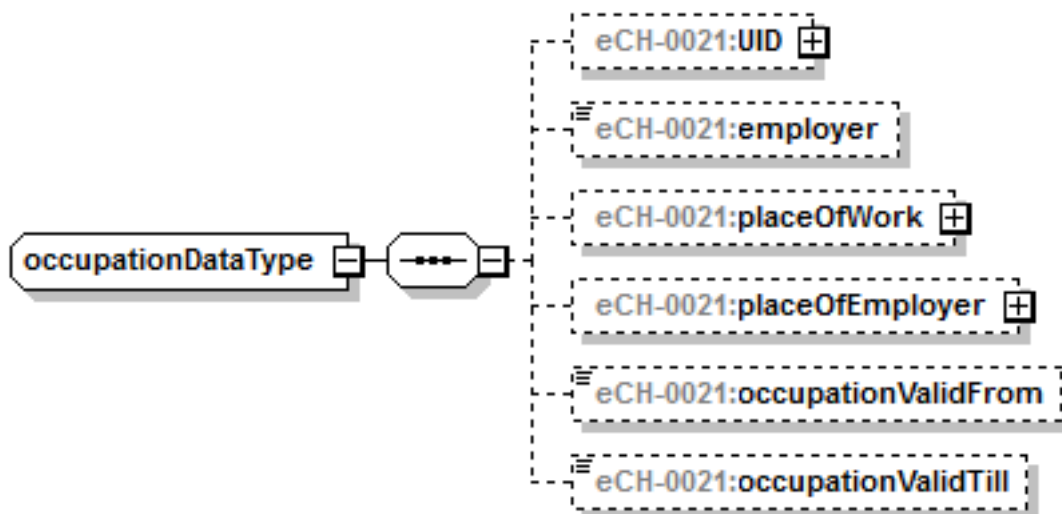 eCH-0021:UID
eCH-0021:employer
eCH-0021:placeOfWork
occupationDataType
eCH-0021:placeOfEmployer
eCH-0021:occupationValidFrom
eCH-0021:occupationValidTill